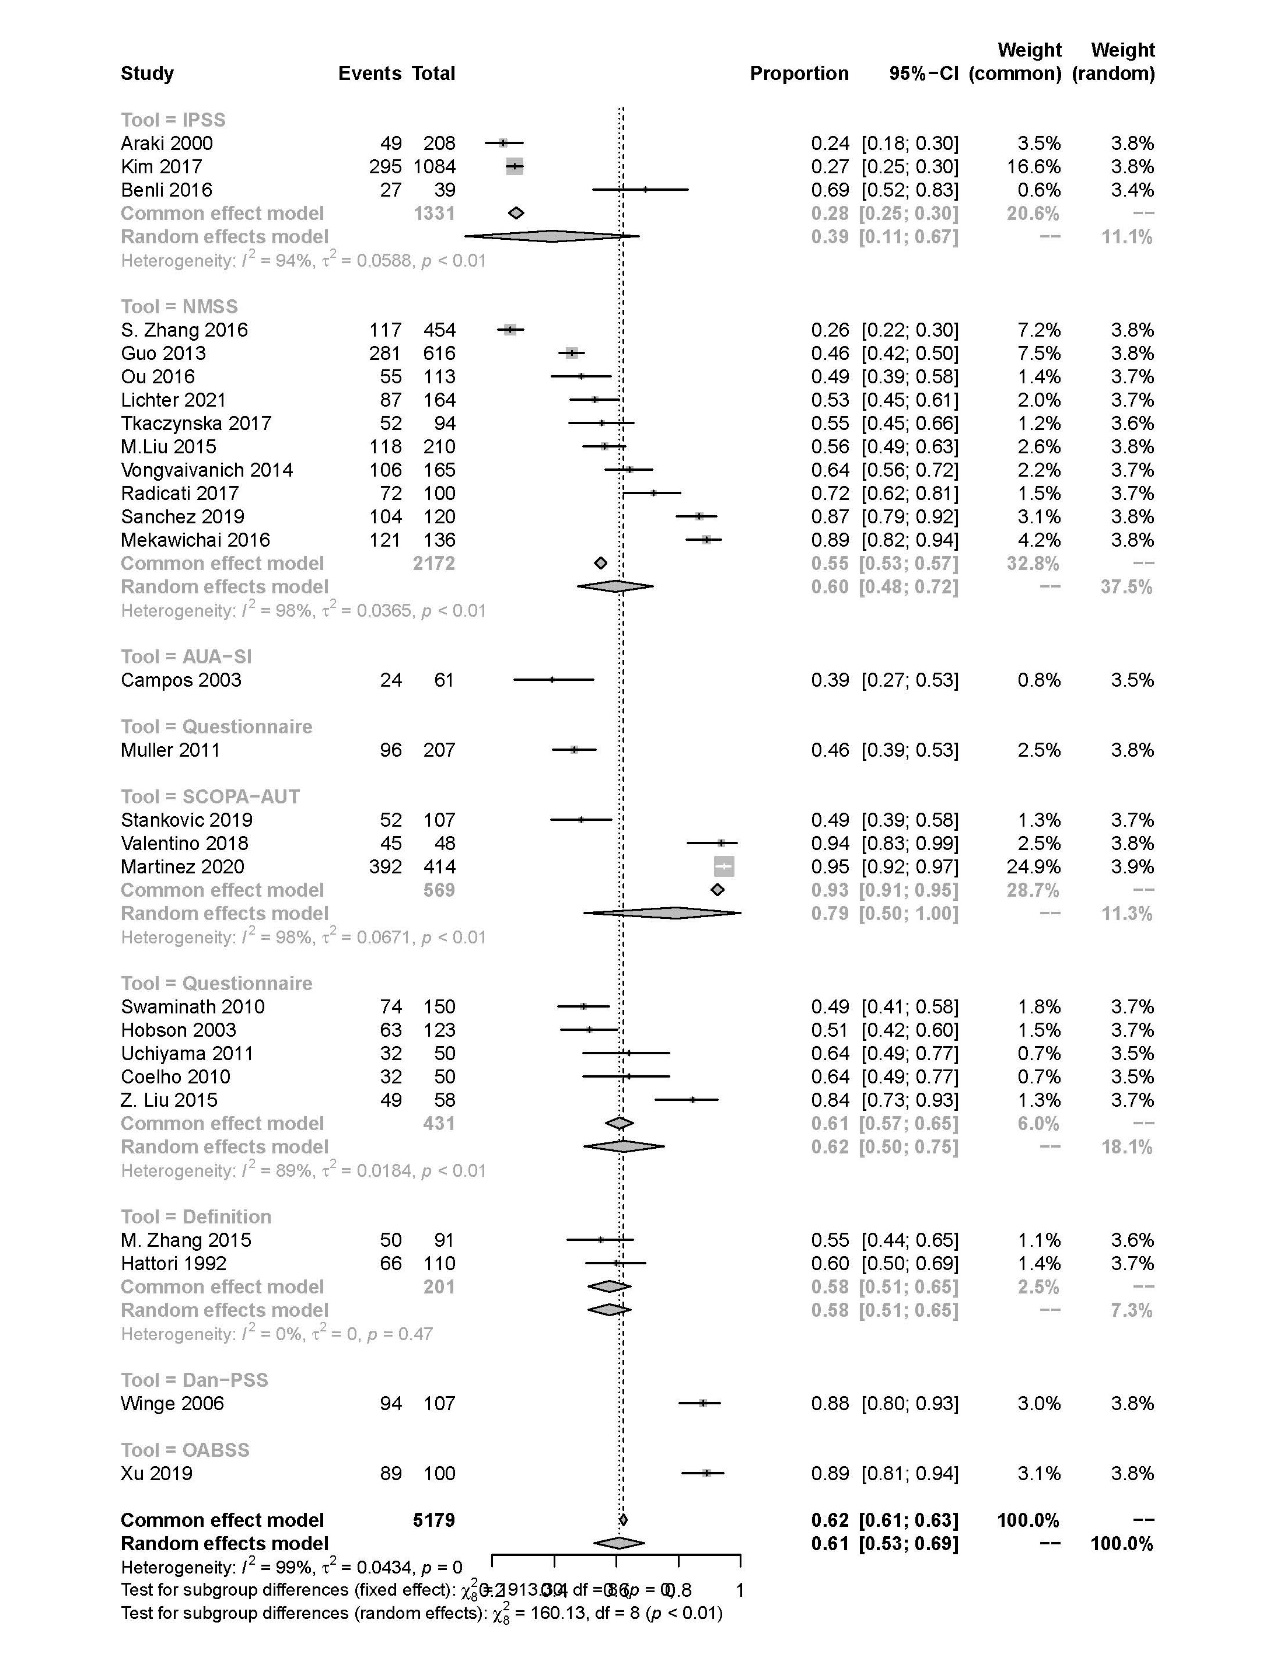 Weight Weight
Study Events Total Proportion 95%−CI (common) (random)
Tool = IPSS
Araki 2000 49 208 0.24 [0.18; 0.30] 3.5% 3.8%
Kim 2017 295 1084 0.27 [0.25; 0.30] 16.6% 3.8%
Benli 2016 27 39 0.69 [0.52; 0.83] 0.6% 3.4%
Common effect model 1331 0.28 [0.25; 0.30] 20.6% −−
Random effects model 0.39 [0.11; 0.67] −− 11.1%
Heterogeneity: I² = 94%, τ² = 0.0588, p < 0.01
Tool = NMSS
S. Zhang 2016 117 454 0.26 [0.22; 0.30] 7.2% 3.8%
Guo 2013 281 616 0.46 [0.42; 0.50] 7.5% 3.8%
Ou 2016 55 113 0.49 [0.39; 0.58] 1.4% 3.7%
Lichter 2021 87 164 0.53 [0.45; 0.61] 2.0% 3.7%
Tkaczynska 2017 52 94 0.55 [0.45; 0.66] 1.2% 3.6%
M.Liu 2015 118 210 0.56 [0.49; 0.63] 2.6% 3.8%
Vongvaivanich 2014 106 165 0.64 [0.56; 0.72] 2.2% 3.7%
Radicati 2017 72 100 0.72 [0.62; 0.81] 1.5% 3.7%
Sanchez 2019 104 120 0.87 [0.79; 0.92] 3.1% 3.8%
Mekawichai 2016 121 136 0.89 [0.82; 0.94] 4.2% 3.8%
Common effect model 2172 0.55 [0.53; 0.57] 32.8% −−
Random effects model 0.60 [0.48; 0.72] −− 37.5%
Heterogeneity: I² = 98%, τ² = 0.0365, p < 0.01
Tool = AUA−SI
Campos 2003 24 61 0.39 [0.27; 0.53] 0.8% 3.5%
Tool = Questionnaire
Muller 2011 96 207 0.46 [0.39; 0.53] 2.5% 3.8%
Tool = SCOPA−AUT
Stankovic 2019 52 107 0.49 [0.39; 0.58] 1.3% 3.7%
Valentino 2018 45 48 0.94 [0.83; 0.99] 2.5% 3.8%
Martinez 2020 392 414 0.95 [0.92; 0.97] 24.9% 3.9%
Common effect model 569 0.93 [0.91; 0.95] 28.7% −−
Random effects model 0.79 [0.50; 1.00] −− 11.3%
Heterogeneity: I² = 98%, τ² = 0.0671, p < 0.01
Tool = Questionnaire
Swaminath 2010 74 150 0.49 [0.41; 0.58] 1.8% 3.7%
Hobson 2003 63 123 0.51 [0.42; 0.60] 1.5% 3.7%
Uchiyama 2011 32 50 0.64 [0.49; 0.77] 0.7% 3.5%
Coelho 2010 32 50 0.64 [0.49; 0.77] 0.7% 3.5%
Z. Liu 2015 49 58 0.84 [0.73; 0.93] 1.3% 3.7%
Common effect model 431 0.61 [0.57; 0.65] 6.0% −−
Random effects model 0.62 [0.50; 0.75] −− 18.1%
Heterogeneity: I² = 89%, τ² = 0.0184, p < 0.01
Tool = Definition
M. Zhang 2015 50 91 0.55 [0.44; 0.65] 1.1% 3.6%
Hattori 1992 66 110 0.60 [0.50; 0.69] 1.4% 3.7%
Common effect model 201 0.58 [0.51; 0.65] 2.5% −−
Random effects model 0.58 [0.51; 0.65] −− 7.3%
Heterogeneity: I² = 0%, τ² = 0, p = 0.47
Tool = Dan−PSS
Winge 2006 94 107 0.88 [0.80; 0.93] 3.0% 3.8%
Tool = OABSS
Xu 2019 89 100 0.89 [0.81; 0.94] 3.1% 3.8%
Common effect model 5179 0.62 [0.61; 0.63] 100.0% −−
Random effects model 0.61 [0.53; 0.69] −− 100.0%
Heterogeneity: I² = 99%, τ² = 0.0434, p = 0
0.2 0.4 0.6 0.8 1
Test for subgroup differences (fixed effect): χ²₈ = df = 8 p = 0
Test for subgroup differences (random effects): χ²₈ = 160.13, df = 8 (p < 0.01)